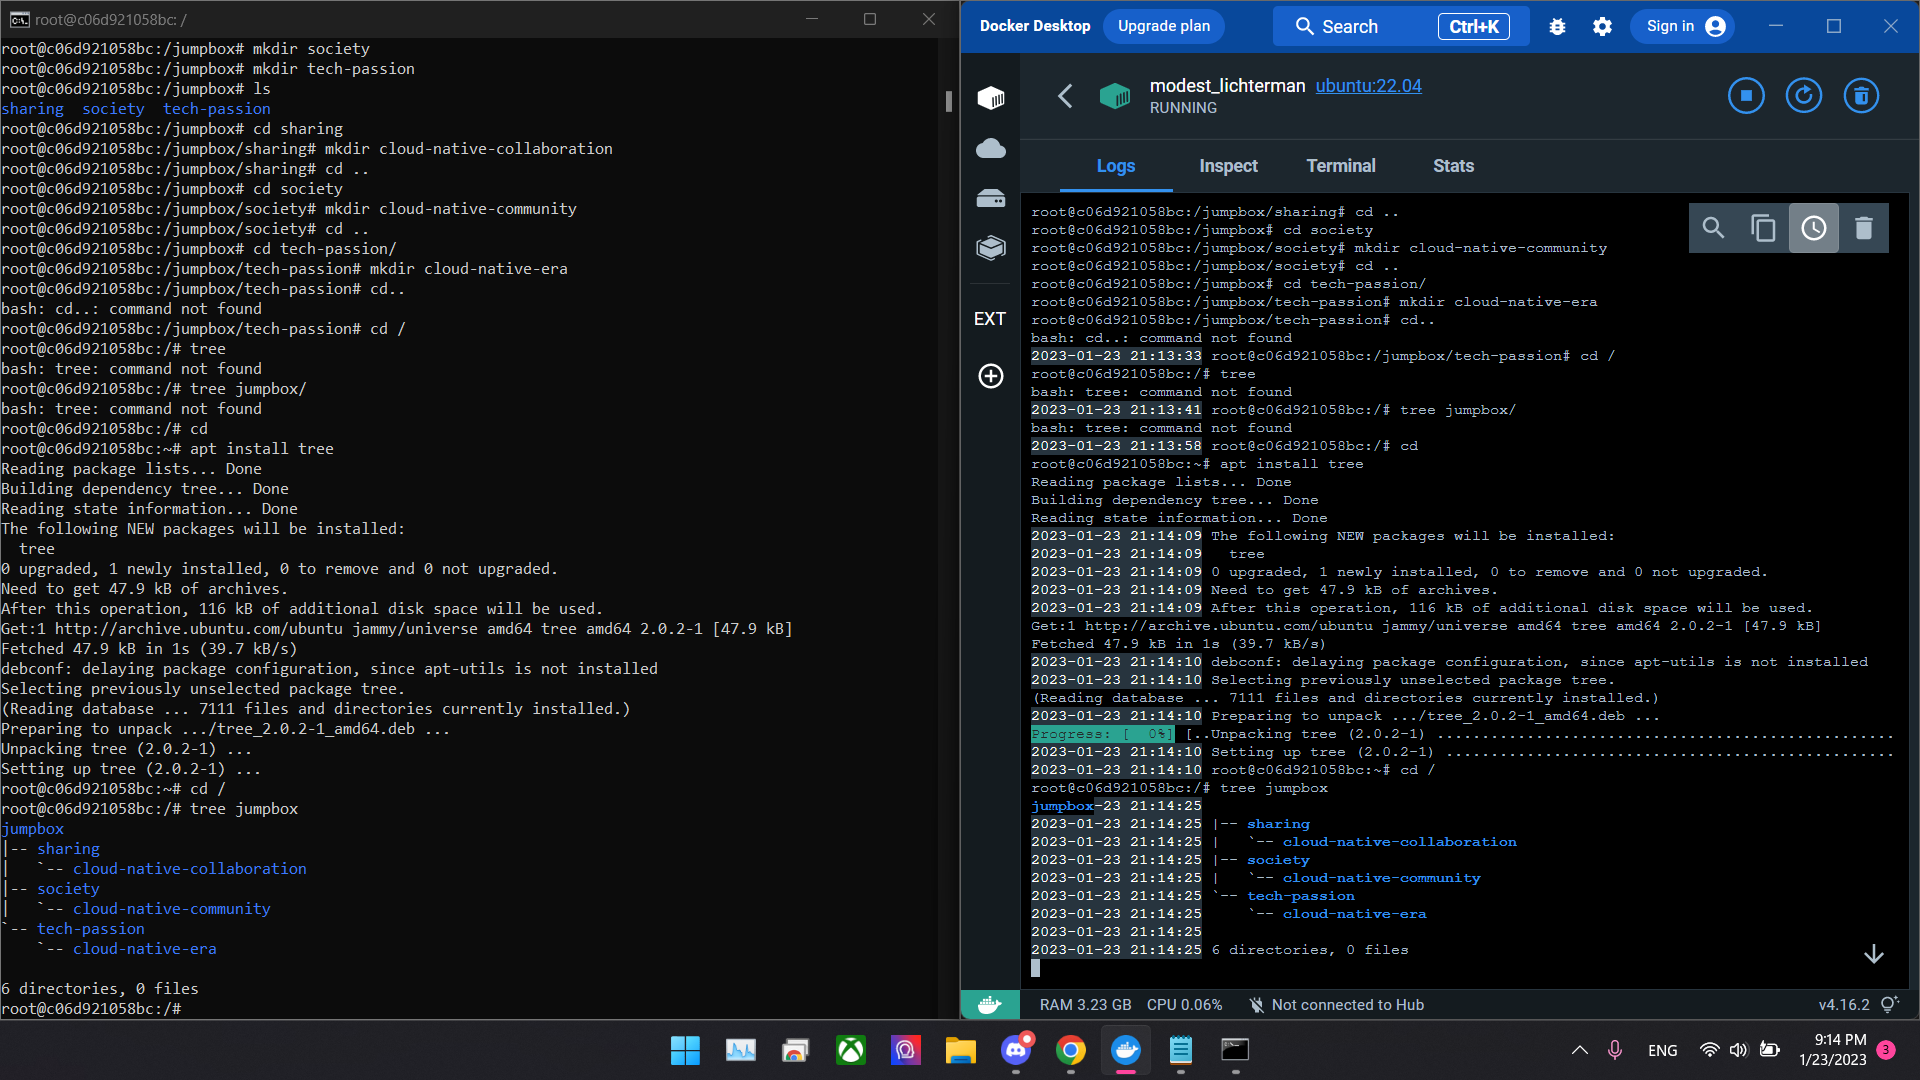 root@c06d921058bc: /
root@c06d921058bc:/jumpbox# mkdir society
root@c06d921058bc:/jumpbox# mkdir tech-passion
root@c06d921058bc:/jumpbox# ls
sharing  society  tech-passion
root@c06d921058bc:/jumpbox# cd sharing
root@c06d921058bc:/jumpbox/sharing# mkdir cloud-native-collaboration
root@c06d921058bc:/jumpbox/sharing# cd ..
root@c06d921058bc:/jumpbox# cd society
root@c06d921058bc:/jumpbox/society# mkdir cloud-native-community
root@c06d921058bc:/jumpbox/society# cd ..
root@c06d921058bc:/jumpbox# cd tech-passion/
root@c06d921058bc:/jumpbox/tech-passion# mkdir cloud-native-era
root@c06d921058bc:/jumpbox/tech-passion# cd..
bash: cd..: command not found
root@c06d921058bc:/jumpbox/tech-passion# cd /
root@c06d921058bc:/# tree
bash: tree: command not found
root@c06d921058bc:/# tree jumpbox/
bash: tree: command not found
root@c06d921058bc:/# cd
root@c06d921058bc:~# apt install tree
Reading package lists... Done
Building dependency tree... Done
Reading state information... Done
The following NEW packages will be installed:
  tree
0 upgraded, 1 newly installed, 0 to remove and 0 not upgraded.
Need to get 47.9 kB of archives.
After this operation, 116 kB of additional disk space will be used.
Get:1 http://archive.ubuntu.com/ubuntu jammy/universe amd64 tree amd64 2.0.2-1 [47.9 kB]
Fetched 47.9 kB in 1s (39.7 kB/s)
debconf: delaying package configuration, since apt-utils is not installed
Selecting previously unselected package tree.
(Reading database ... 7111 files and directories currently installed.)
Preparing to unpack .../tree_2.0.2-1_amd64.deb ...
Unpacking tree (2.0.2-1) ...
Setting up tree (2.0.2-1) ...
root@c06d921058bc:~# cd /
root@c06d921058bc:/# tree jumpbox
jumpbox
|-- sharing
|   `-- cloud-native-collaboration
|-- society
|   `-- cloud-native-community
`-- tech-passion
    `-- cloud-native-era

6 directories, 0 files
root@c06d921058bc:/#
Docker Desktop Upgrade plan Search Ctrl+K Sign in
modest_lichterman ubuntu:22.04
RUNNING
Logs Inspect Terminal Stats
EXT
root@c06d921058bc:/jumpbox/sharing# cd ..
root@c06d921058bc:/jumpbox# cd society
root@c06d921058bc:/jumpbox/society# mkdir cloud-native-community
root@c06d921058bc:/jumpbox/society# cd ..
root@c06d921058bc:/jumpbox# cd tech-passion/
root@c06d921058bc:/jumpbox/tech-passion# mkdir cloud-native-era
root@c06d921058bc:/jumpbox/tech-passion# cd..
bash: cd..: command not found
2023-01-23 21:13:33 root@c06d921058bc:/jumpbox/tech-passion# cd /
root@c06d921058bc:/# tree
bash: tree: command not found
2023-01-23 21:13:41 root@c06d921058bc:/# tree jumpbox/
bash: tree: command not found
2023-01-23 21:13:58 root@c06d921058bc:/# cd
root@c06d921058bc:~# apt install tree
Reading package lists... Done
Building dependency tree... Done
Reading state information... Done
2023-01-23 21:14:09 The following NEW packages will be installed:
2023-01-23 21:14:09   tree
2023-01-23 21:14:09 0 upgraded, 1 newly installed, 0 to remove and 0 not upgraded.
2023-01-23 21:14:09 Need to get 47.9 kB of archives.
2023-01-23 21:14:09 After this operation, 116 kB of additional disk space will be used.
Get:1 http://archive.ubuntu.com/ubuntu jammy/universe amd64 tree amd64 2.0.2-1 [47.9 kB]
Fetched 47.9 kB in 1s (39.7 kB/s)
2023-01-23 21:14:10 debconf: delaying package configuration, since apt-utils is not installed
2023-01-23 21:14:10 Selecting previously unselected package tree.
(Reading database ... 7111 files and directories currently installed.)
2023-01-23 21:14:10 Preparing to unpack .../tree_2.0.2-1_amd64.deb ...
Progress: [  0%] [..Unpacking tree (2.0.2-1) ...................................................
2023-01-23 21:14:10 Setting up tree (2.0.2-1) ..................................................
2023-01-23 21:14:10 root@c06d921058bc:~# cd /
root@c06d921058bc:/# tree jumpbox
jumpbox-23 21:14:25
2023-01-23 21:14:25 |-- sharing
2023-01-23 21:14:25 |   `-- cloud-native-collaboration
2023-01-23 21:14:25 |-- society
2023-01-23 21:14:25 |   `-- cloud-native-community
2023-01-23 21:14:25 `-- tech-passion
2023-01-23 21:14:25     `-- cloud-native-era
2023-01-23 21:14:25
2023-01-23 21:14:25 6 directories, 0 files
RAM 3.23 GB CPU 0.06% Not connected to Hub v4.16.2
ENG 9:14 PM
1/23/2023 3